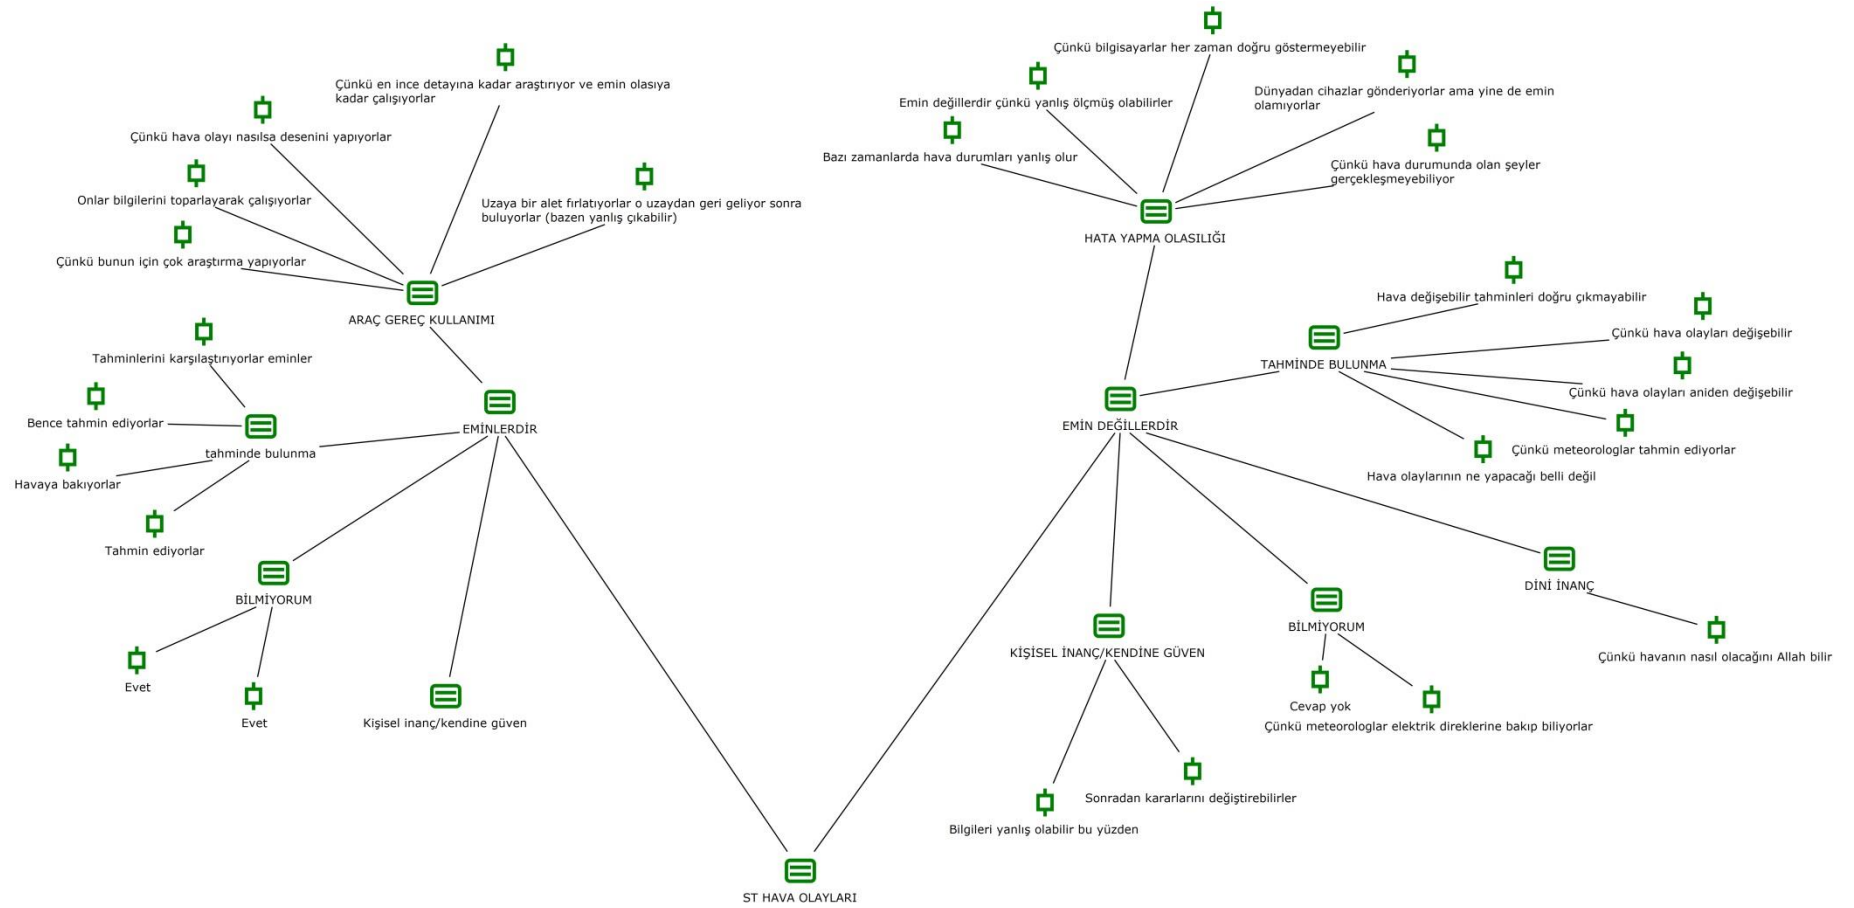 Çünkü bilgisayarlar her zaman doğru göstermeyebilir
Çünkü en ince detayına kadar araştırıyor ve emin olasıya
kadar çalışıyorlar
Emin değillerdir çünkü yanlış ölçmüş olabilirler
Dünyadan cihazlar gönderiyorlar ama yine de emin
olamıyorlar
Çünkü hava olayı nasılsa desenini yapıyorlar
Bazı zamanlarda hava durumları yanlış olur
Çünkü hava durumunda olan şeyler
gerçekleşmeyebiliyor
Onlar bilgilerini toparlayarak çalışıyorlar
Uzaya bir alet fırlatıyorlar o uzaydan geri geliyor sonra
buluyorlar (bazen yanlış çıkabilir)
HATA YAPMA OLASILIĞI
Çünkü bunun için çok araştırma yapıyorlar
ARAÇ GEREÇ KULLANIMI
Hava değişebilir tahminleri doğru çıkmayabilir
Çünkü hava olayları değişebilir
Tahminlerini karşılaştırıyorlar eminler
TAHMİNDE BULUNMA
Çünkü hava olayları aniden değişebilir
Bence tahmin ediyorlar
EMİNLERDİR
EMİN DEĞİLLERDİR
tahminde bulunma
Çünkü meteorologlar tahmin ediyorlar
Havaya bakıyorlar
Hava olaylarının ne yapacağı belli değil
Tahmin ediyorlar
BİLMİYORUM
DİNİ İNANÇ
BİLMİYORUM
KİŞİSEL İNANÇ/KENDİNE GÜVEN
Çünkü havanın nasıl olacağını Allah bilir
Evet
Evet
Kişisel inanç/kendine güven
Cevap yok
Çünkü meteorologlar elektrik direklerine bakıp biliyorlar
Sonradan kararlarını değiştirebilirler
Bilgileri yanlış olabilir bu yüzden
ST HAVA OLAYLARI